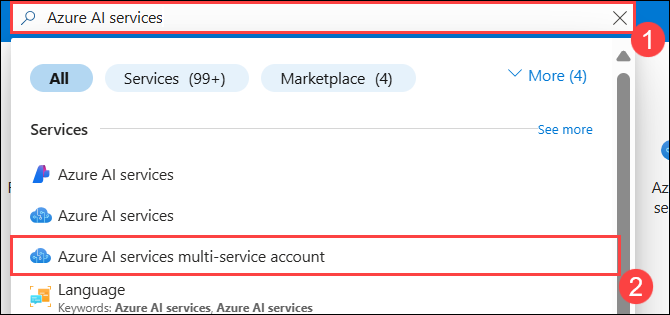 Azure AI services
1
All
Services (99+)
Marketplace (4)
More (4)
Services
See more
Azure AI services
Azure AI services
Az
se
Azure AI services multi-service account
2
Language
Keywords: Azure AI services, Azure AI services